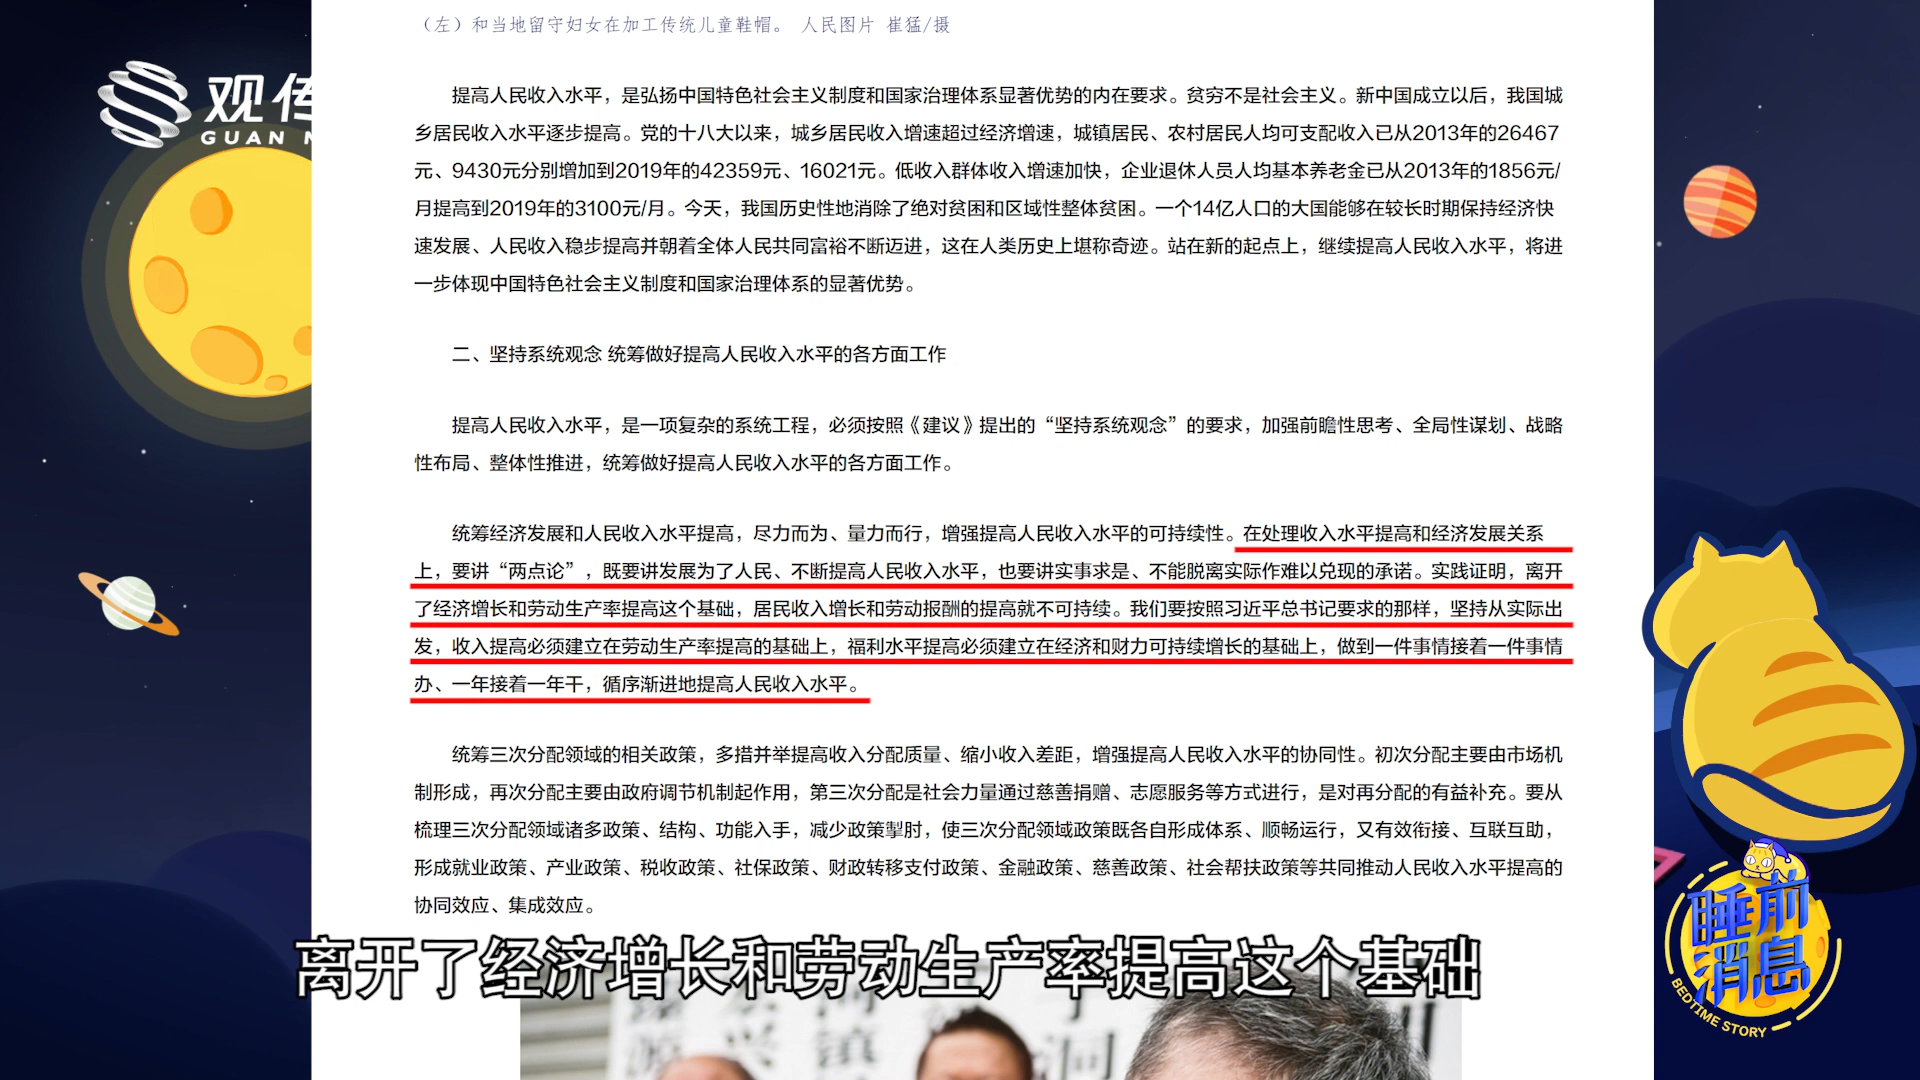 （左）和当地留守妇女在加工传统儿童鞋帽。 人民图片 崔猛/摄
观传
GUAN
提高人民收入水平，是弘扬中国特色社会主义制度和国家治理体系显著优势的内在要求。贫穷不是社会主义。新中国成立以后，我国城
乡居民收入水平逐步提高。党的十八大以来，城乡居民收入增速超过经济增速，城镇居民、农村居民人均可支配收入已从2013年的26467
元、9430元分别增加到2019年的42359元、16021元。低收入群体收入增速加快，企业退休人员人均基本养老金已从2013年的1856元/
月提高到2019年的3100元/月。今天，我国历史性地消除了绝对贫困和区域性整体贫困。一个14亿人口的大国能够在较长时期保持经济快
速发展、人民收入稳步提高并朝着全体人民共同富裕不断迈进，这在人类历史上堪称奇迹。站在新的起点上，继续提高人民收入水平，将进
一步体现中国特色社会主义制度和国家治理体系的显著优势。
二、坚持系统观念 统筹做好提高人民收入水平的各方面工作
提高人民收入水平，是一项复杂的系统工程，必须按照《建议》提出的“坚持系统观念”的要求，加强前瞻性思考、全局性谋划、战略
性布局、整体性推进，统筹做好提高人民收入水平的各方面工作。
统筹经济发展和人民收入水平提高，尽力而为、量力而行，增强提高人民收入水平的可持续性。在处理收入水平提高和经济发展关系
上，要讲“两点论”，既要讲发展为了人民、不断提高人民收入水平，也要讲实事求是、不能脱离实际作难以兑现的承诺。实践证明，离开
了经济增长和劳动生产率提高这个基础，居民收入增长和劳动报酬的提高就不可持续。我们要按照习近平总书记要求的那样，坚持从实际出
发，收入提高必须建立在劳动生产率提高的基础上，福利水平提高必须建立在经济和财力可持续增长的基础上，做到一件事情接着一件事情
办、一年接着一年干，循序渐进地提高人民收入水平。
统筹三次分配领域的相关政策，多措并举提高收入分配质量、缩小收入差距，增强提高人民收入水平的协同性。初次分配主要由市场机
制形成，再次分配主要由政府调节机制起作用，第三次分配是社会力量通过慈善捐赠、志愿服务等方式进行，是对再分配的有益补充。要从
梳理三次分配领域诸多政策、结构、功能入手，减少政策掣肘，使三次分配领域政策既各自形成体系、顺畅运行，又有效衔接、互联互助，
形成就业政策、产业政策、税收政策、社保政策、财政转移支付政策、金融政策、慈善政策、社会帮扶政策等共同推动人民收入水平提高的
协同效应、集成效应。
离开了经济增长和劳动生产率提高这个基础
睡前
消息
BEDTIME STORY